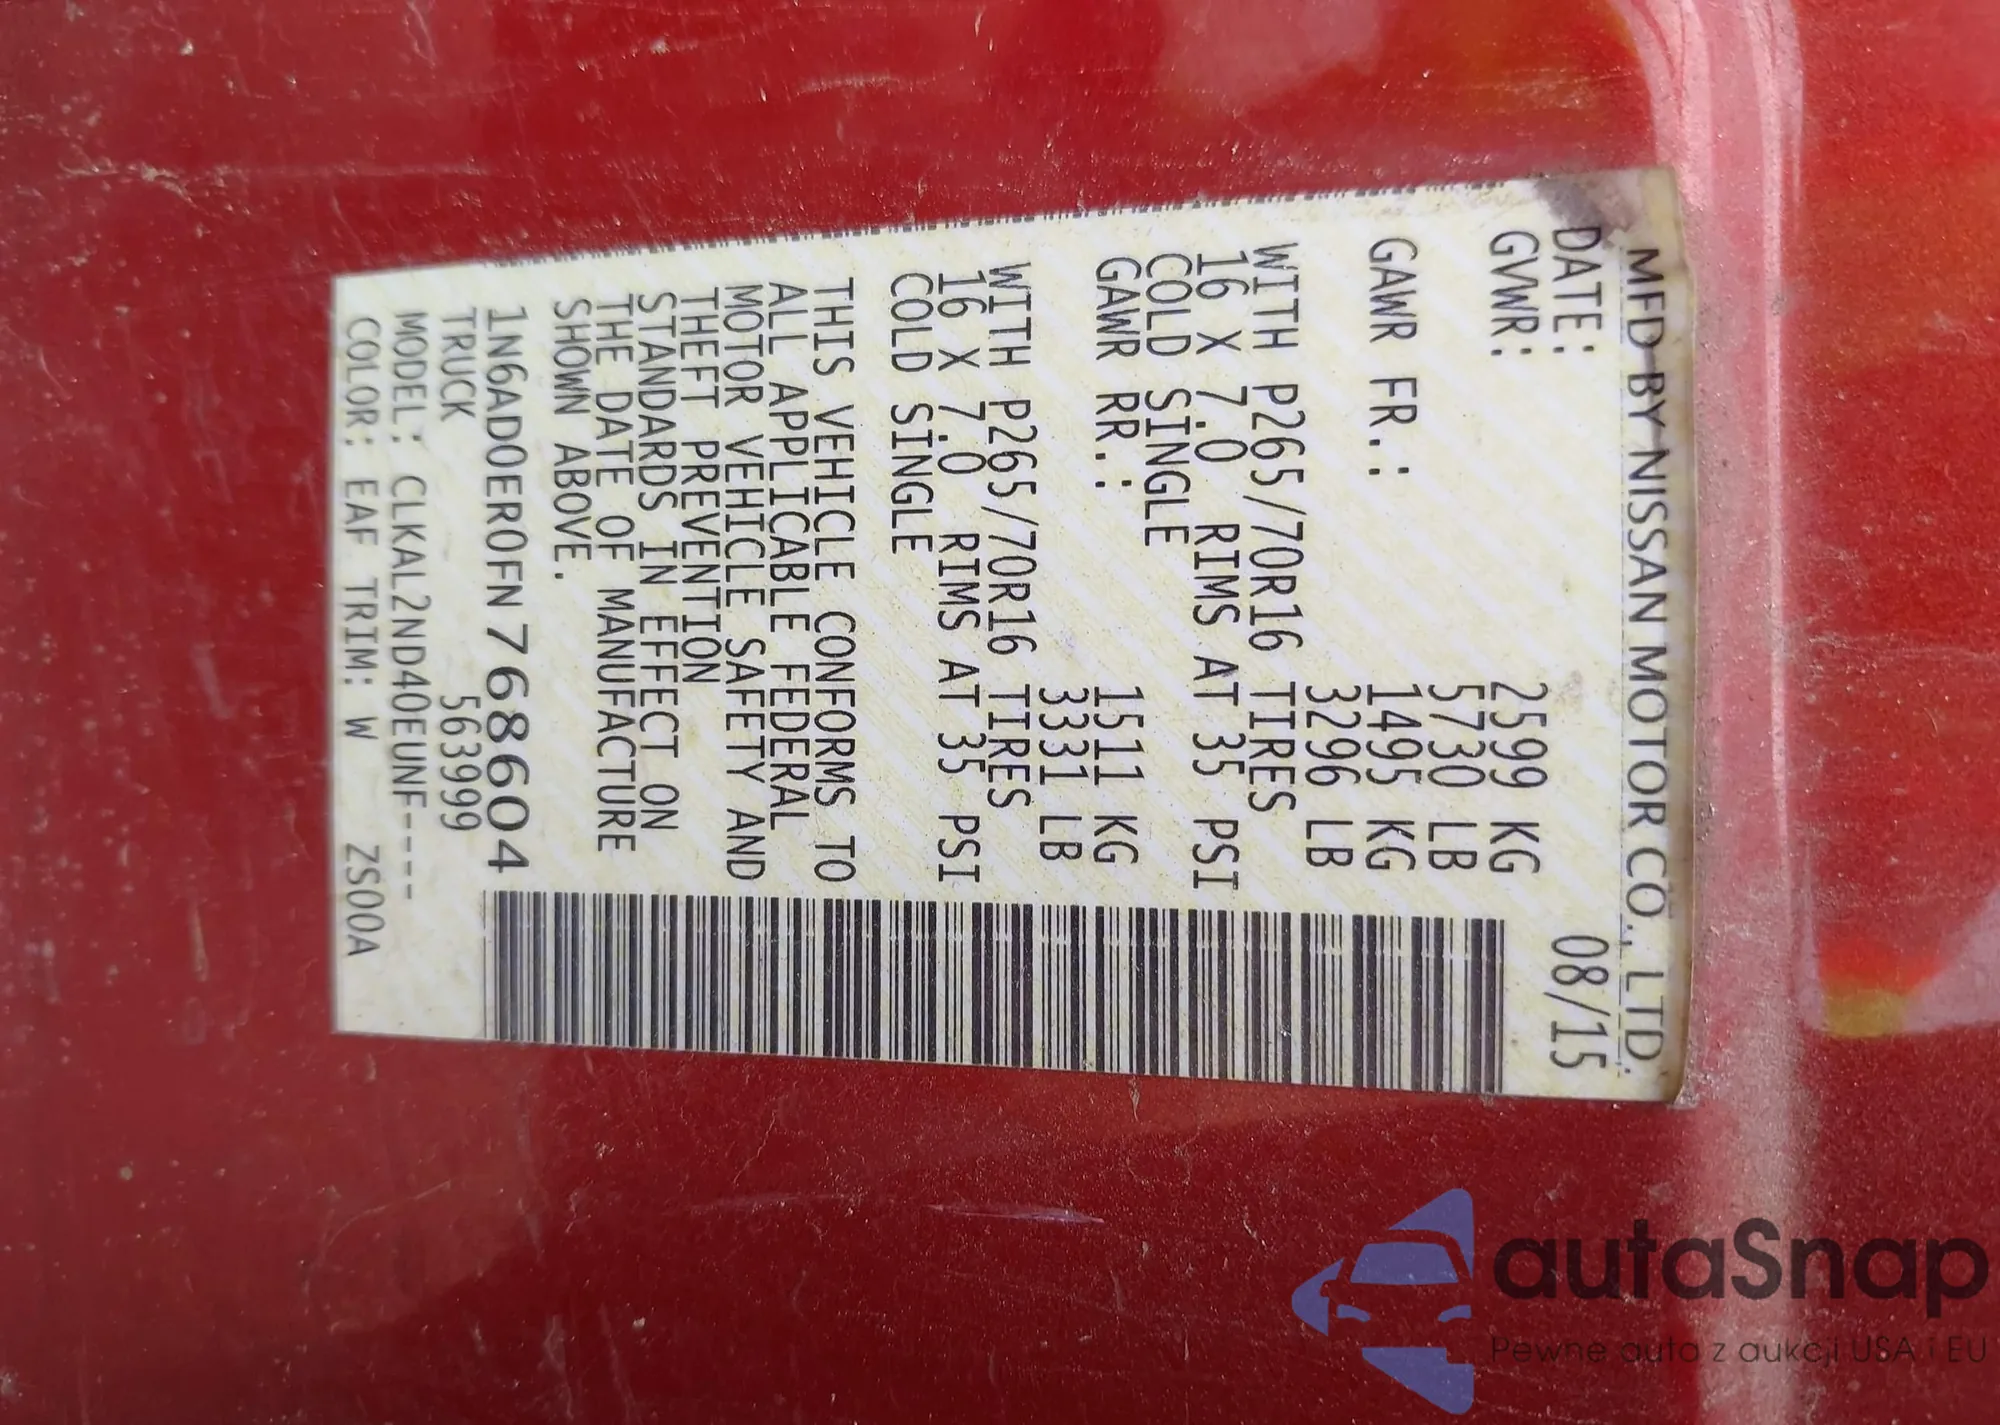 MFD BY NISSAN MOTOR CO., LTD.
DATE: 08/15
GVWR: 2599 KG
5730 LB
GAWR FR.: 1495 KG
3296 LB
WITH P265/70R16 TIRES
16 X 7.0 RIMS AT 35 PSI
COLD SINGLE
GAWR RR.: 1511 KG
3331 LB
WITH P265/70R16 TIRES
16 X 7.0 RIMS AT 35 PSI
COLD SINGLE
THIS VEHICLE CONFORMS TO
ALL APPLICABLE FEDERAL
MOTOR VEHICLE SAFETY AND
THEFT PREVENTION
STANDARDS IN EFFECT ON
THE DATE OF MANUFACTURE
SHOWN ABOVE.
1N6AD0ER0FN768604
TRUCK 563999
MODEL: CLKAL2ND40EUNF----
COLOR: EAF TRIM: W ZS00A
autaSnap
Pewne auto z aukcji USA i EU